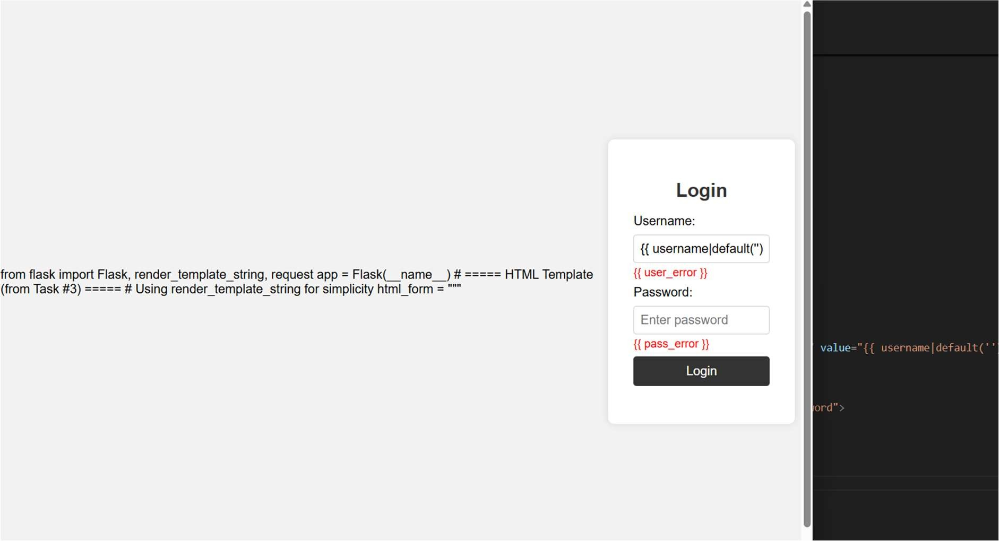 from flask import Flask, render_template_string, request app = Flask(__name__) # ===== HTML Template
(from Task #3) ===== # Using render_template_string for simplicity html_form = """
Login
Username:
{{ username|default('')
{{ user_error }}
Password:
Enter password
{{ pass_error }}
Login
value="{{ username|default('')
word">